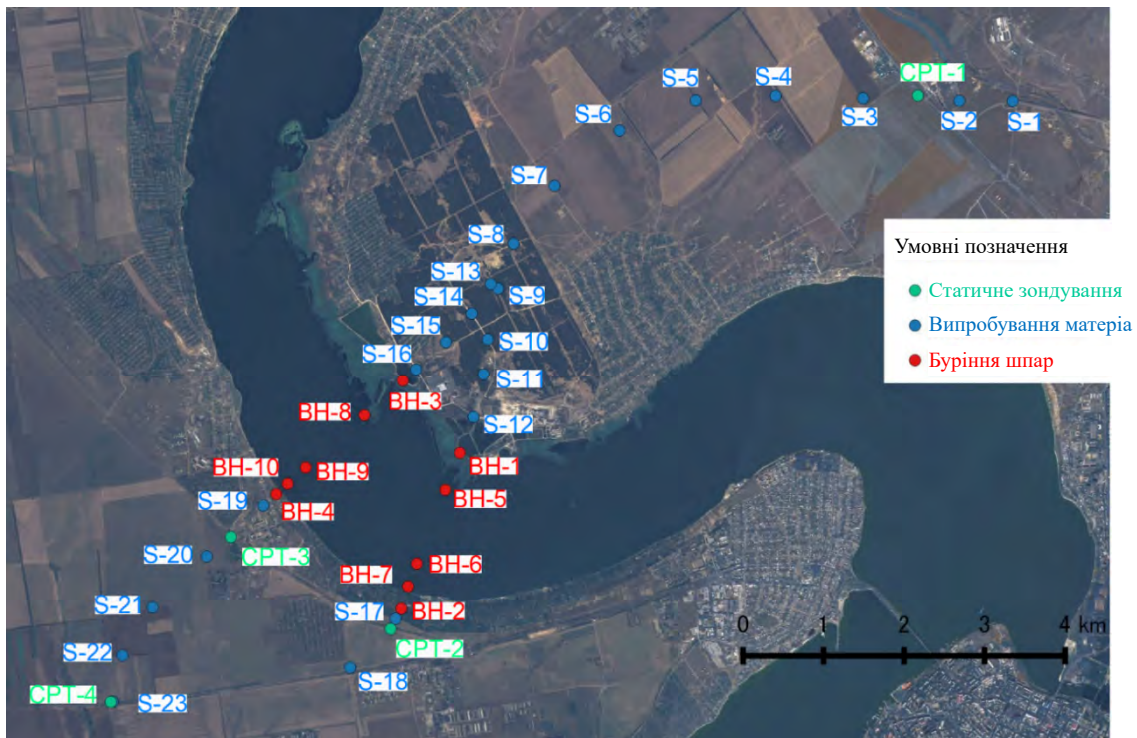 S-5
S-4
CPT-1
S-6
S-3
S-2
S-1
S-7
S-8
Умовні позначення
S-13
S-9
Статичне зондування
S-14
S-15
S-10
Випробування матеріа
S-16
S-11
Буріння шпар
BH-3
BH-8
S-12
BH-1
BH-10
BH-9
BH-5
S-19
BH-4
CPT-3
S-20
BH-6
BH-7
S-21
S-17
BH-2
0 1 2 3 4 km
CPT-2
S-22
S-18
CPT-4
S-23